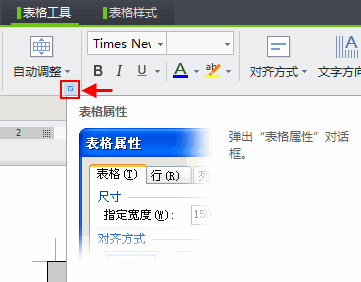 表格工具 表格样式
Times Nev
自动调整 B I U A ab 对齐方式 文字方向
2
表格属性
弹出“表格属性”对话
框。
表格属性
表格(T) 行(R) 列
尺寸
指定宽度(W): 150
对齐方式